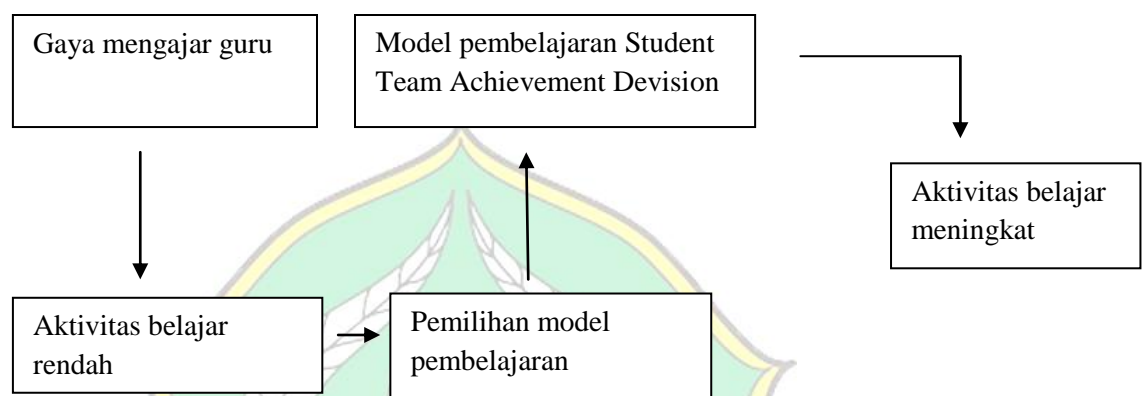 Gaya mengajar guru
Model pembelajaran Student
Team Achievement Devision
Aktivitas belajar
meningkat
Aktivitas belajar
rendah
Pemilihan model
pembelajaran